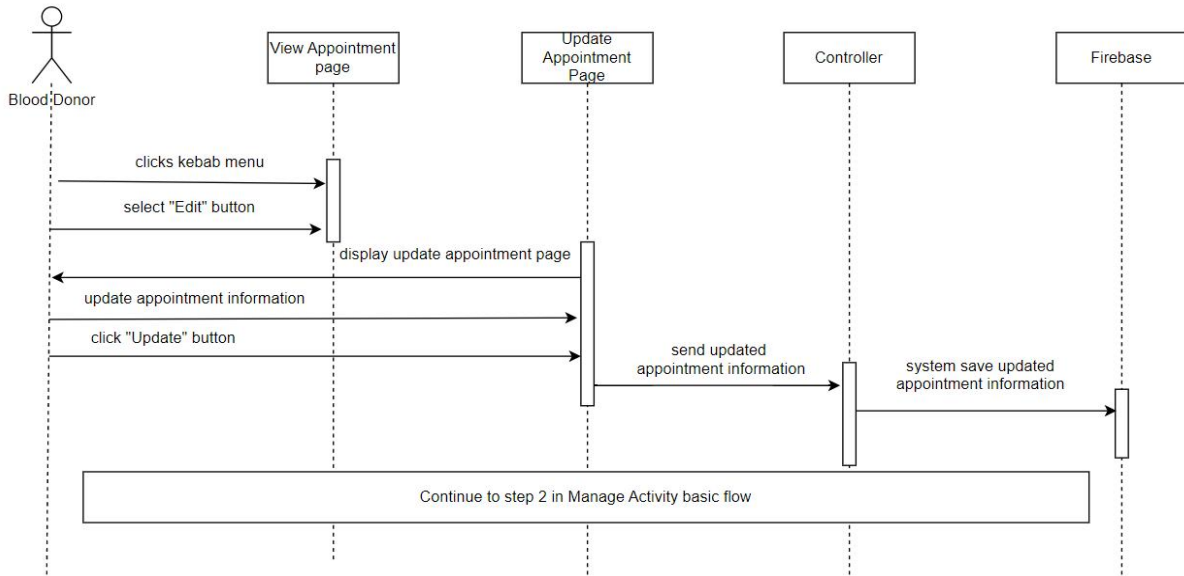 View Appointment
page
Update
Appointment
Page
Controller
Firebase
Blood Donor
clicks kebab menu
select "Edit" button
display update appointment page
update appointment information
click "Update" button
send updated
appointment information
system save updated
appointment information
Continue to step 2 in Manage Activity basic flow